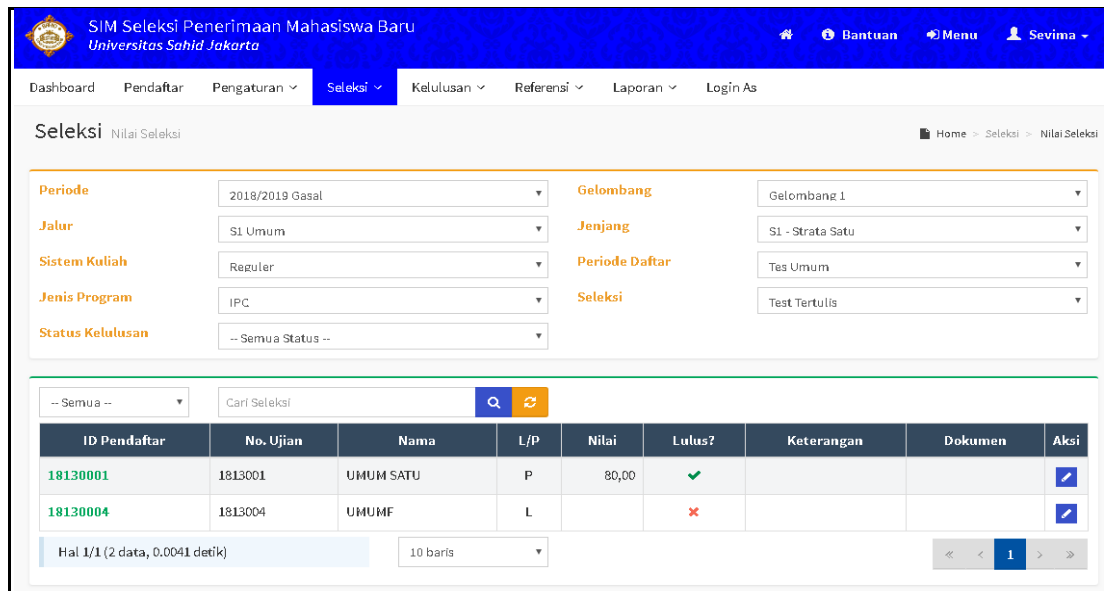 SIM Seleksi Penerimaan Mahasiswa Baru
Universitas Sahid Jakarta
Bantuan Menu Sevima
Dashboard Pendaftar Pengaturan Seleksi Kelulusan Referensi Laporan Login As
Seleksi Nilai Seleksi
Home > Seleksi > Nilai Seleksi
Periode 2018/2019 Gasal Gelombang Gelombang 1
Jalur S1 Umum Jenjang S1 - Strata Satu
Sistem Kuliah Reguler Periode Daftar Tes Umum
Jenis Program IPC Seleksi Test Tertulis
Status Kelulusan -- Semua Status --
-- Semua -- Cari Seleksi
ID Pendaftar No. Ujian Nama L/P Nilai Lulus? Keterangan Dokumen Aksi
18130001 1813001 UMUM SATU P 80,00
18130004 1813004 UMUMF L
Hal 1/1 (2 data, 0.0041 detik) 10 baris « < 1 > »